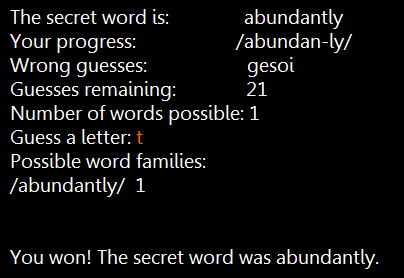 The secret word is: abundantly
Your progress: /abundan-ly/
Wrong guesses: gesoi
Guesses remaining: 21
Number of words possible: 1
Guess a letter: t
Possible word families:
/abundantly/ 1
You won! The secret word was abundantly.